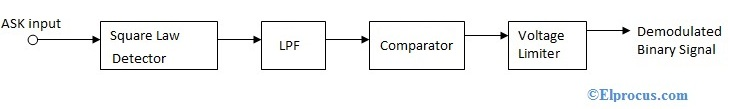 ASK input
Square Law
Detector
LPF
Comparator
Voltage
Limiter
Demodulated
Binary Signal
©Elprocus.com